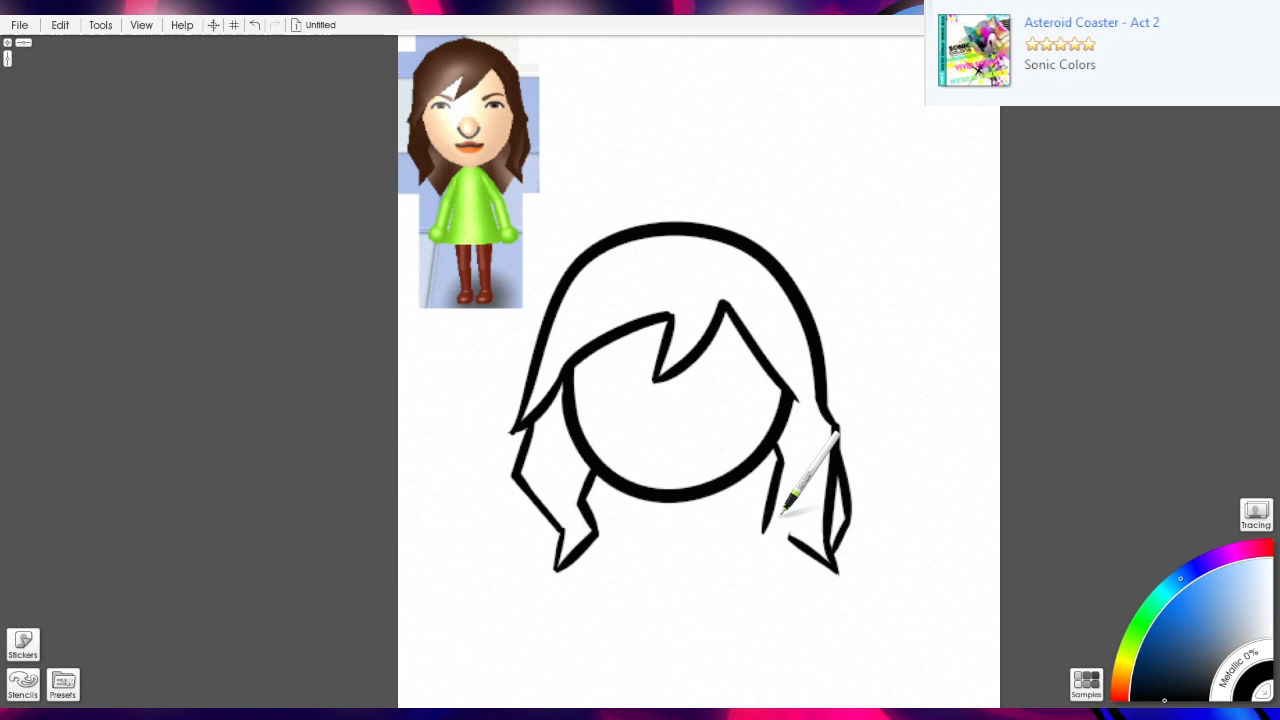 File Edit Tools View Help Untitled
Asteroid Coaster - Act 2
Sonic Colors
SONIC
Tracing
Stickers
Stencils Presets
Samples
Metallic 0%